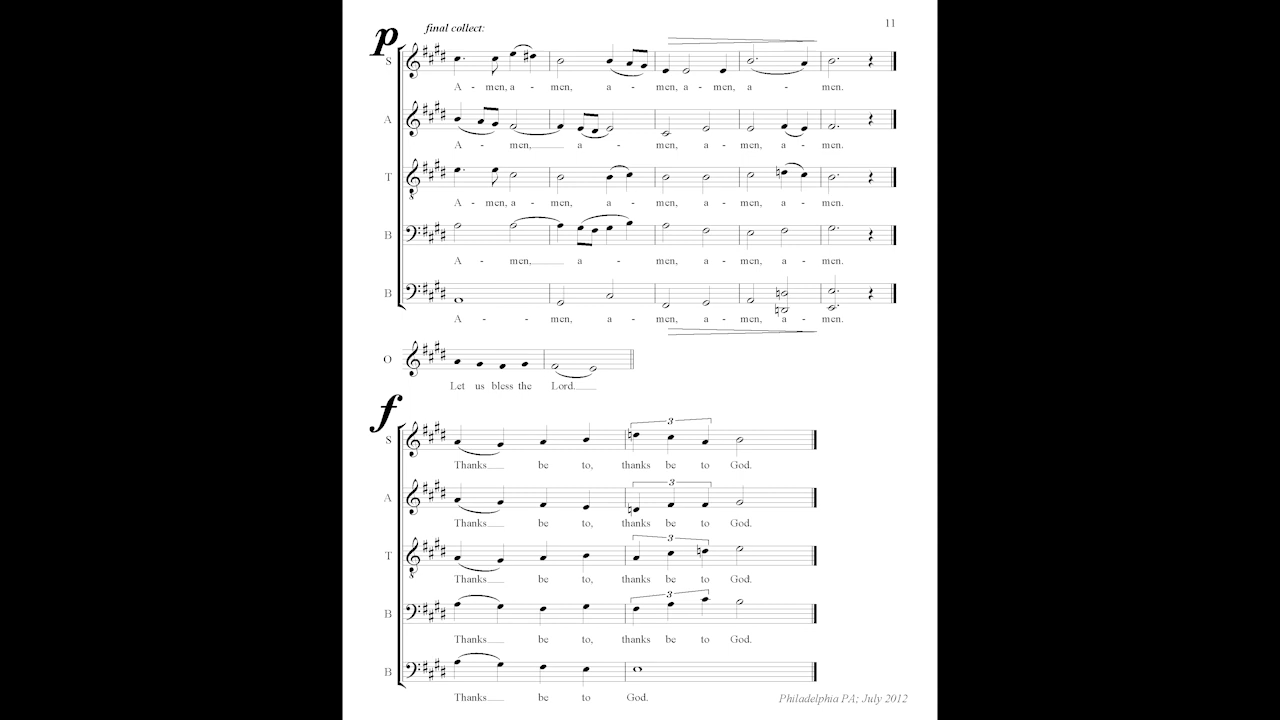 11
p final collect:
S
A - men, a - men, a - men, a - men, a - men.
A
A - men, a - men, a - men, a - men.
T
A - men, a - men, a - men, a - men, a - men.
B
A - men, a - men, a - men, a - men.
B
A - men, a - men, a - men, a - men.
O
Let us bless the Lord.
f
3
S
Thanks be to, thanks be to God.
3
A
Thanks be to, thanks be to God.
3
T
Thanks be to, thanks be to God.
3
B
Thanks be to, thanks be to God.
B
Thanks be to God.
Philadelphia PA; July 2012